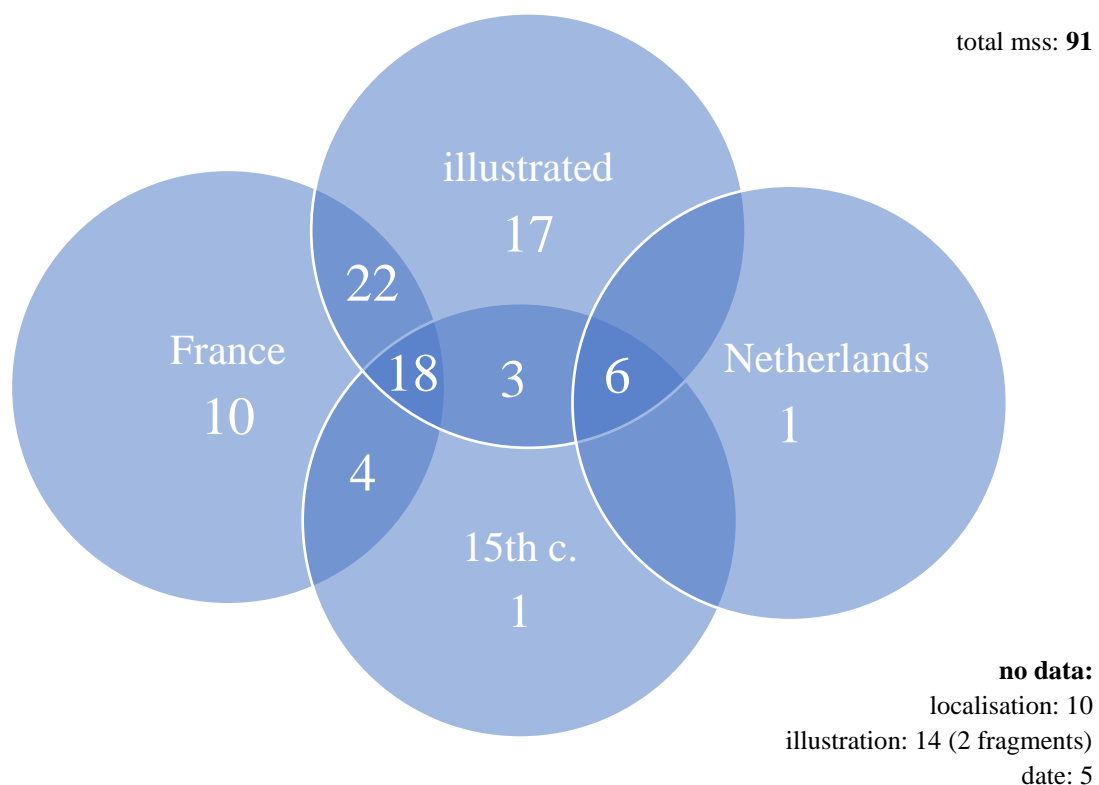 total mss: 91
illustrated
17
22
France
10
18
3
6
Netherlands
1
4
15th c.
1
no data:
localisation: 10
illustration: 14 (2 fragments)
date: 5